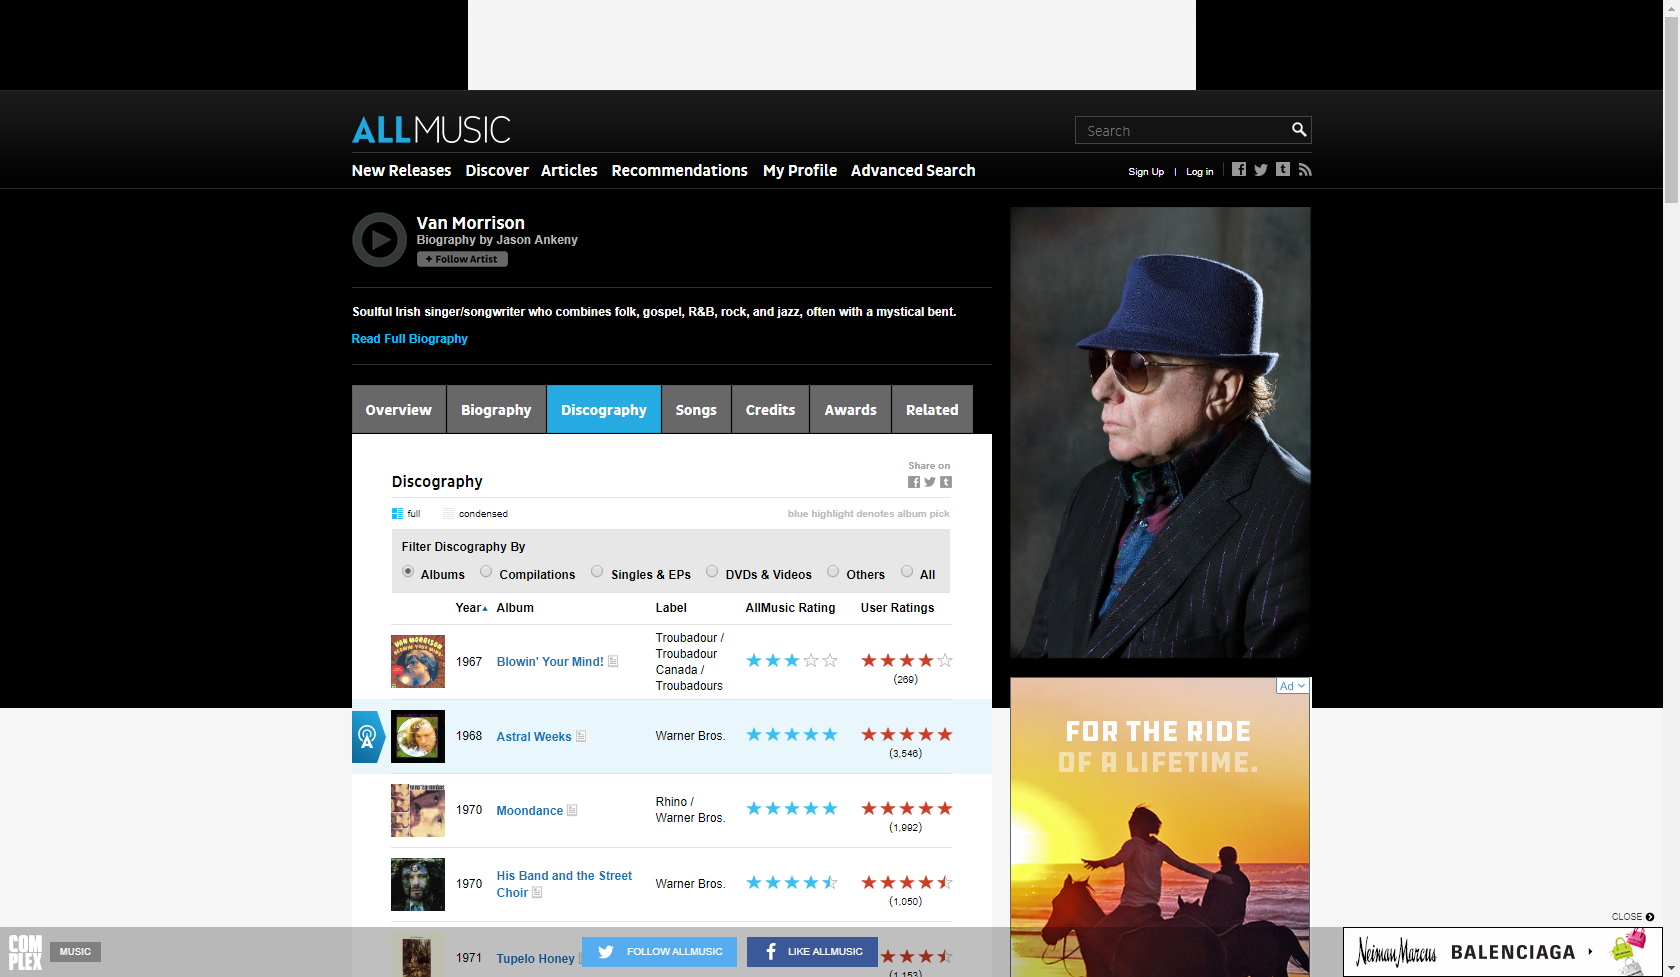 ALLMUSIC
Search
New Releases Discover Articles Recommendations My Profile Advanced Search
Sign Up | Log in
Van Morrison
Biography by Jason Ankeny
+ Follow Artist
Soulful Irish singer/songwriter who combines folk, gospel, R&B, rock, and jazz, often with a mystical bent.
Read Full Biography
Overview Biography Discography Songs Credits Awards Related
Share on
Discography
full condensed blue highlight denotes album pick
Filter Discography By
Albums Compilations Singles & EPs DVDs & Videos Others All
Year Album Label AllMusic Rating User Ratings
VAN MORRISON
BLOWIN' YOUR MIND!
1967 Blowin' Your Mind!
Troubadour /
Troubadour
Canada /
Troubadours
(269)
1968 Astral Weeks Warner Bros.
(3,546)
1970 Moondance
Rhino /
Warner Bros.
(1,992)
1970 His Band and the Street
Choir
Warner Bros.
(1,050)
1971 Tupelo Honey
(1,153)
Ad
FOR THE RIDE
OF A LIFETIME.
CLOSE
COMPLEX
MUSIC
FOLLOW ALLMUSIC
LIKE ALLMUSIC
Neiman Marcus BALENCIAGA